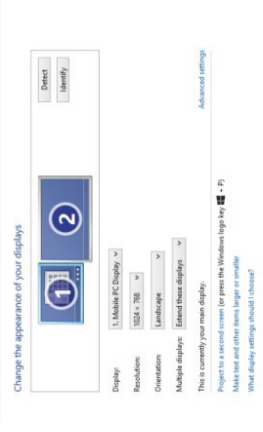 Change the appearance of your displays
1
2
Detect
Identify
Display: 1. Mobile PC Display
Resolution: 1024 × 768
Orientation: Landscape
Multiple displays: Extend these displays
This is currently your main display.
Advanced settings
Project to a second screen (or press the Windows logo key + P)
Make text and other items larger or smaller
What display settings should I choose?